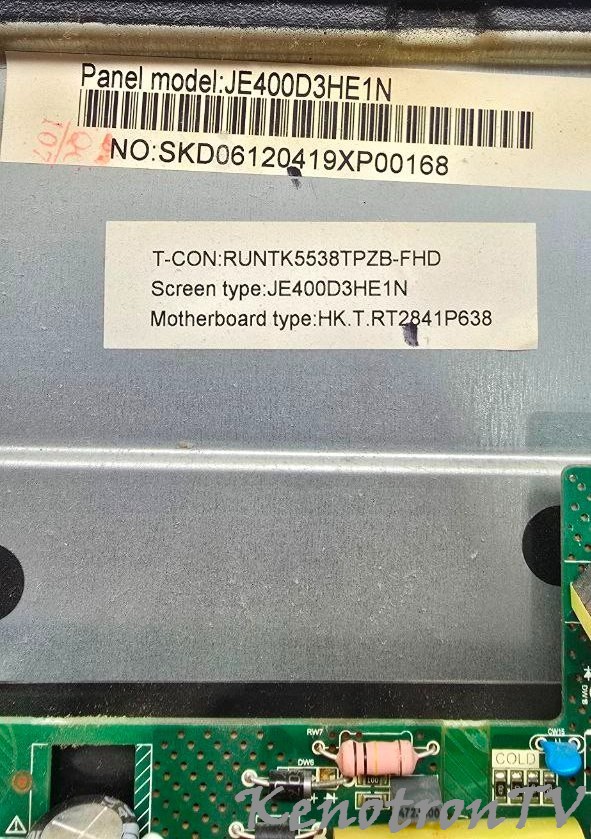 Panel model:JE400D3HE1N
NO:SKD06120419XP00168
107
T-CON:RUNTK5538TPZB-FHD
Screen type:JE400D3HE1N
Motherboard type:HK.T.RT2841P638
RW7
DW6
CW15
COLD
KenotronTV